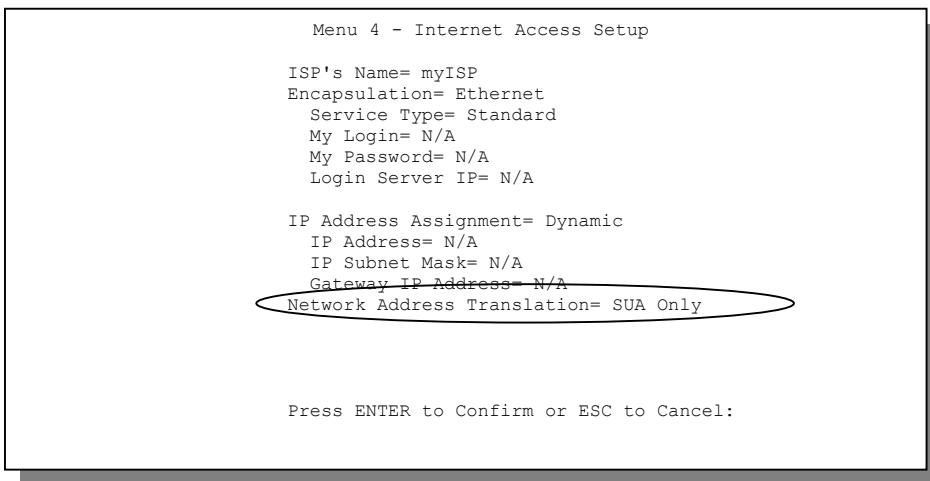 Menu 4 - Internet Access Setup
ISP's Name= myISP
Encapsulation= Ethernet
Service Type= Standard
My Login= N/A
My Password= N/A
Login Server IP= N/A
IP Address Assignment= Dynamic
IP Address= N/A
IP Subnet Mask= N/A
Gateway IP Address= N/A
Network Address Translation= SUA Only
Press ENTER to Confirm or ESC to Cancel: